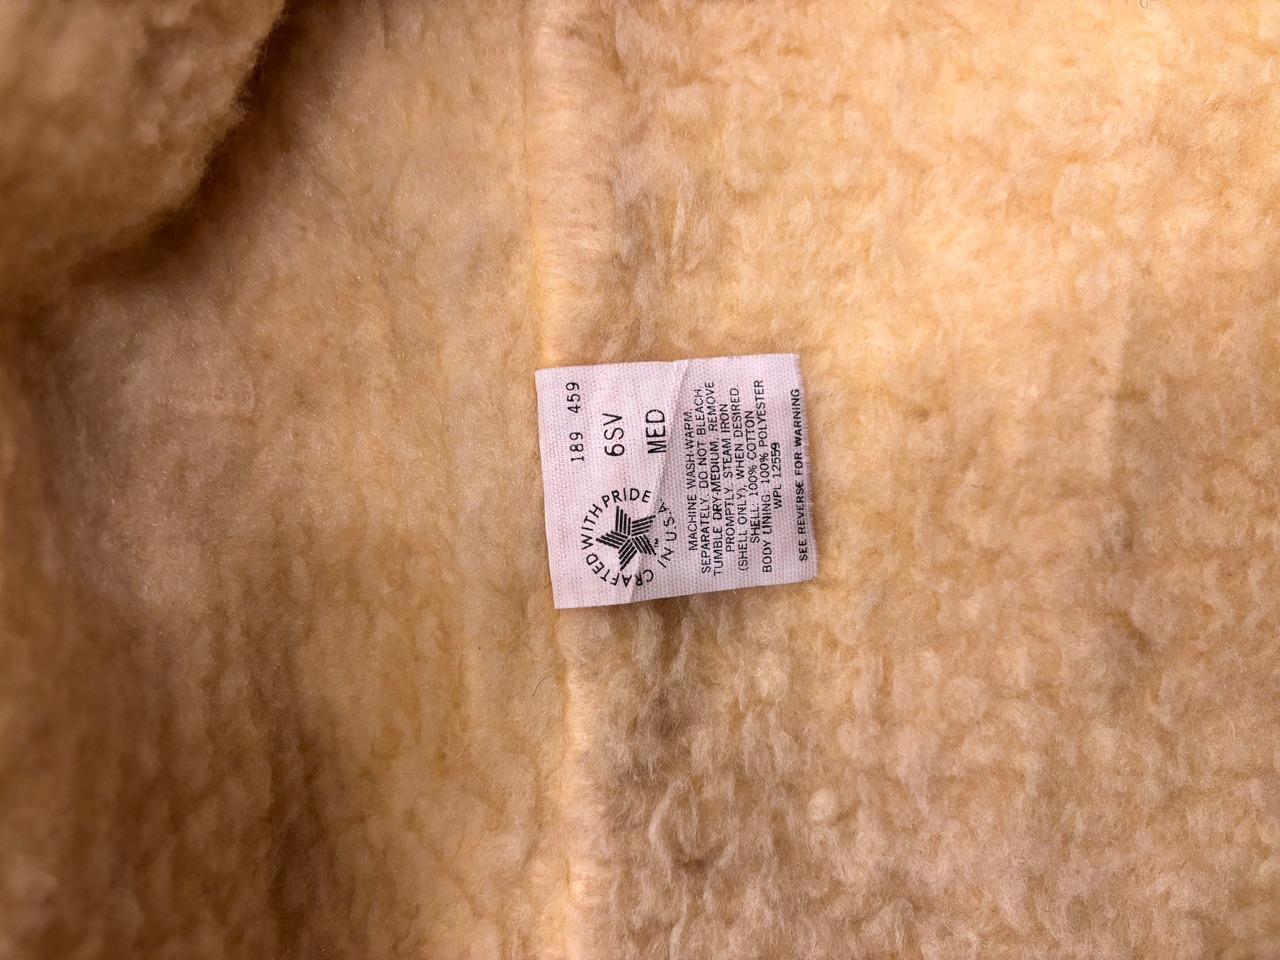 189 459
6SV
MED
CRAFTED WITH PRIDE
IN U.S.A.
MACHINE WASH-WARM,
SEPARATELY, DO NOT BLEACH,
TUMBLE DRY-MEDIUM, REMOVE
PROMPTLY. STEAM IRON
(SHELL ONLY), WHEN DESIRED.
SHELL: 100% COTTON
BODY LINING: 100% POLYESTER
WPL 12559
SEE REVERSE FOR WARNING